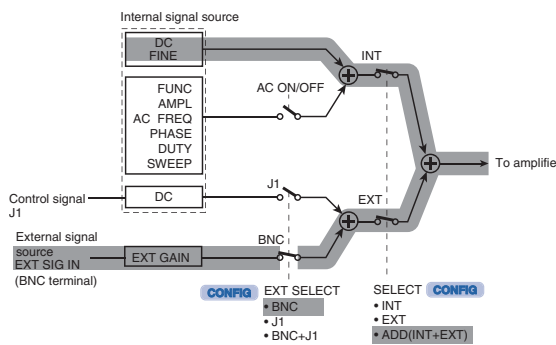 Internal signal source
DC
FINE
INT
FUNC
AMPL
AC FREQ
PHASE
DUTY
SWEEP
AC ON/OFF
To amplifie
Control signal
J1
DC
J1
EXT
External signal
source
EXT SIG IN
(BNC terminal)
EXT GAIN
BNC
CONFIG EXT SELECT
• BNC
• J1
• BNC+J1
SELECT CONFIG
• INT
• EXT
• ADD(INT+EXT)